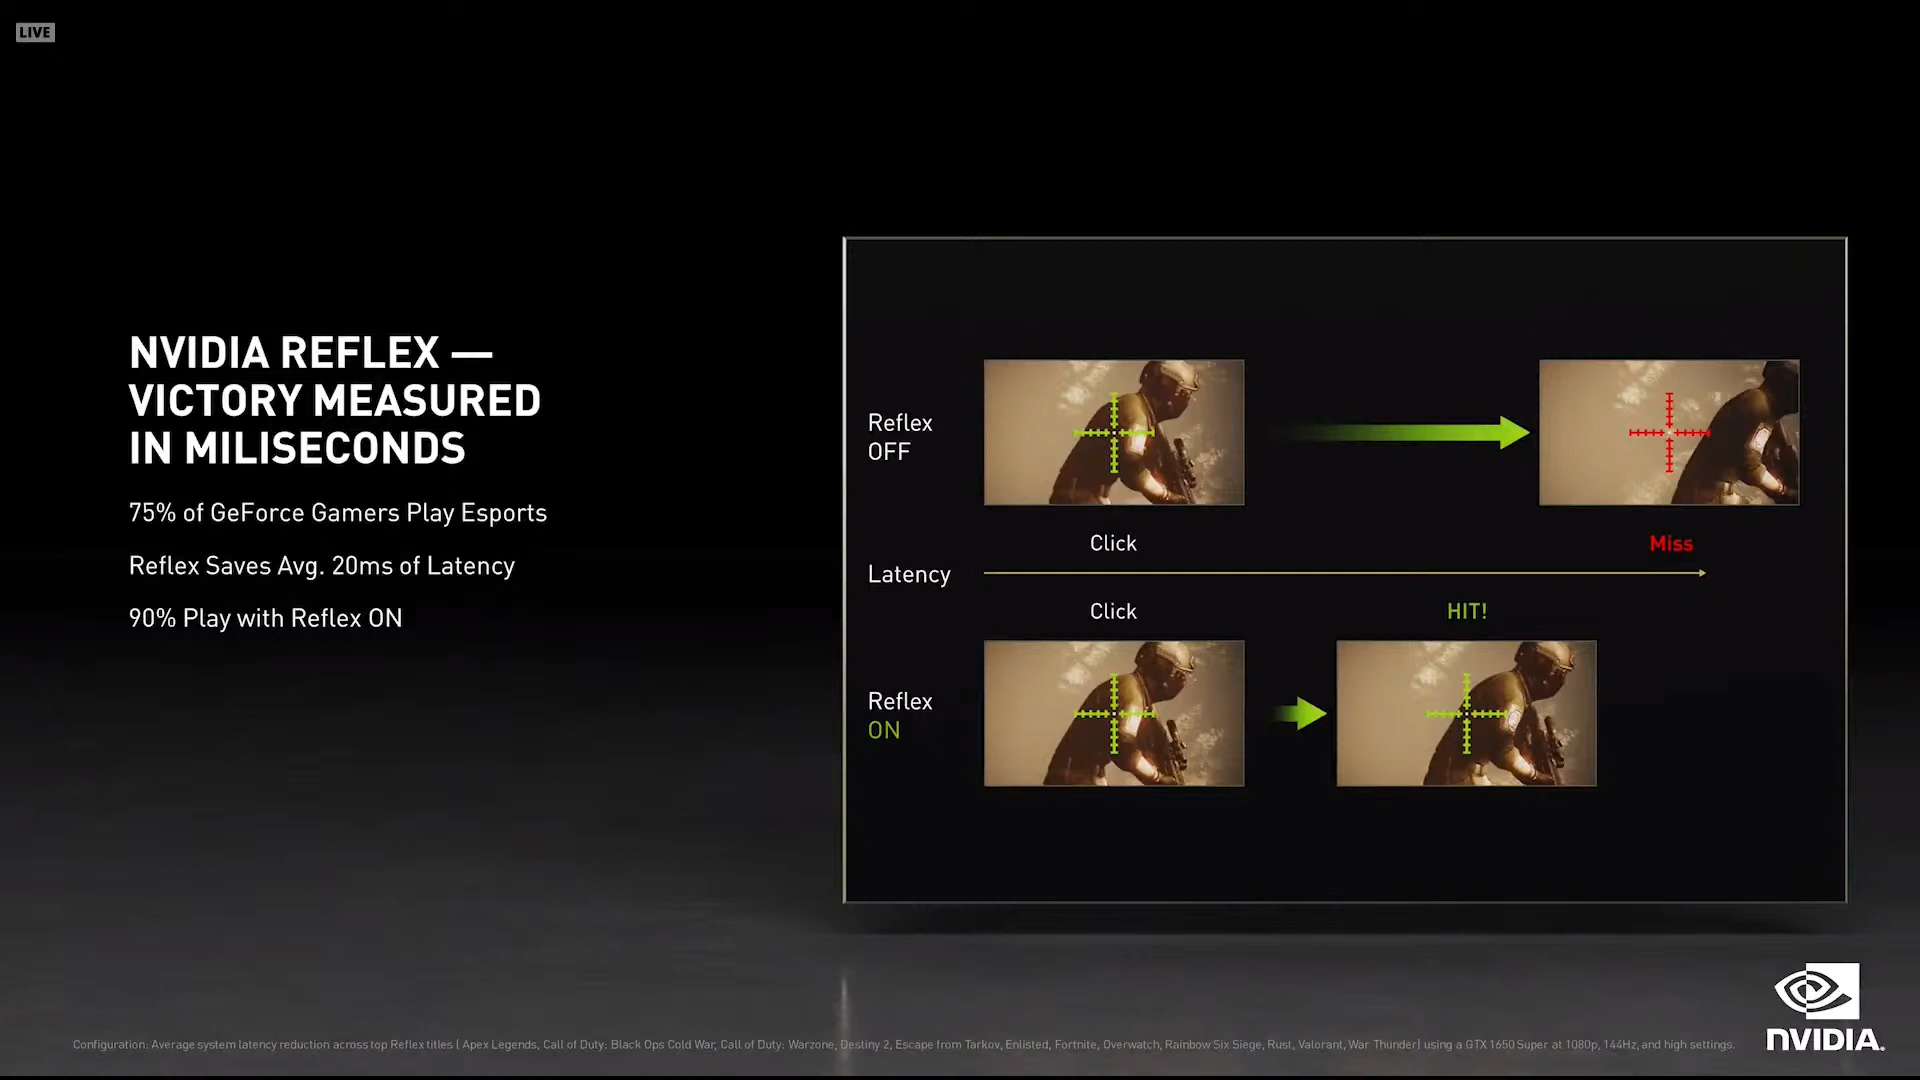 LIVE
NVIDIA REFLEX —
VICTORY MEASURED
IN MILISECONDS
75% of GeForce Gamers Play Esports
Reflex Saves Avg. 20ms of Latency
90% Play with Reflex ON
Reflex
OFF
Click
Miss
Latency
Click
HIT!
Reflex
ON
NVIDIA.
Configuration: Average system latency reduction across top Reflex titles ( Apex Legends, Call of Duty: Black Ops Cold War, Call of Duty: Warzone, Destiny 2, Escape from Tarkov, Enlisted, Fortnite, Overwatch, Rainbow Six Siege, Rust, Valorant, War Thunder) using a GTX 1650 Super at 1080p, 144Hz, and high settings.